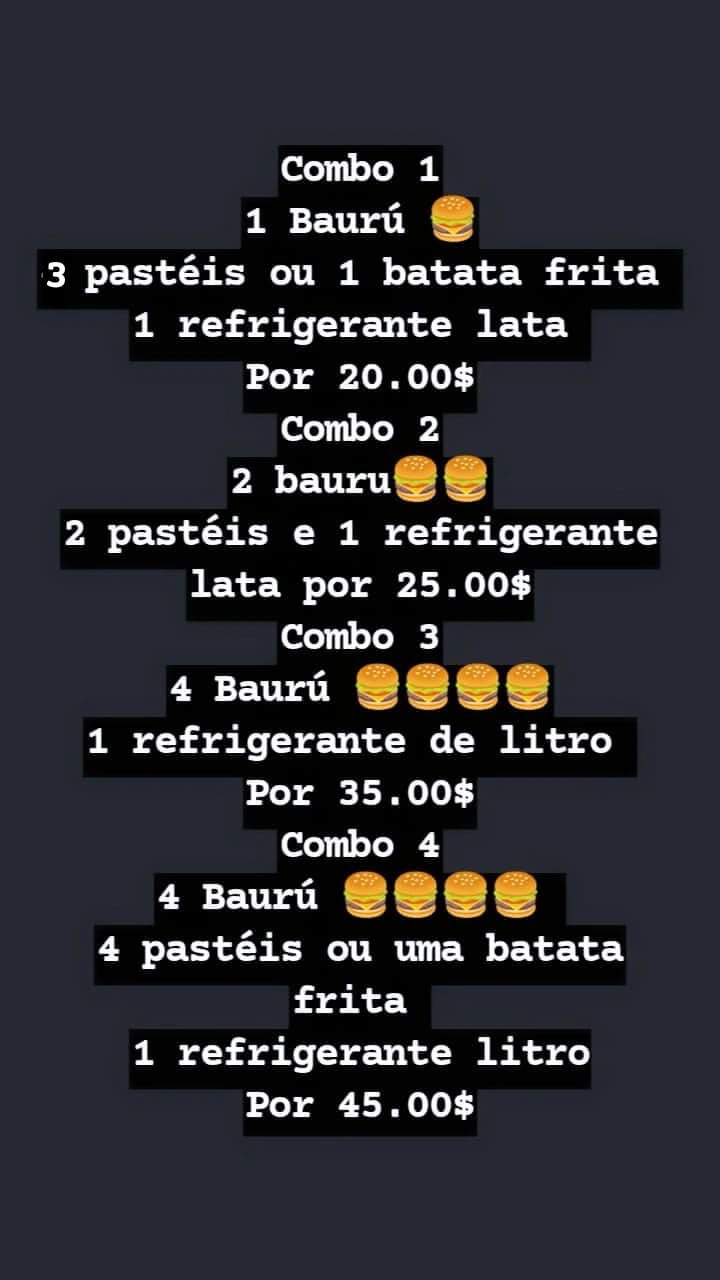 Combo 1
1 Baurú 🍔
3 pastéis ou 1 batata frita
1 refrigerante lata
Por 20.00$
Combo 2
2 bauru🍔🍔
2 pastéis e 1 refrigerante
lata por 25.00$
Combo 3
4 Baurú 🍔🍔🍔🍔
1 refrigerante de litro
Por 35.00$
Combo 4
4 Baurú 🍔🍔🍔🍔
4 pastéis ou uma batata
frita
1 refrigerante litro
Por 45.00$